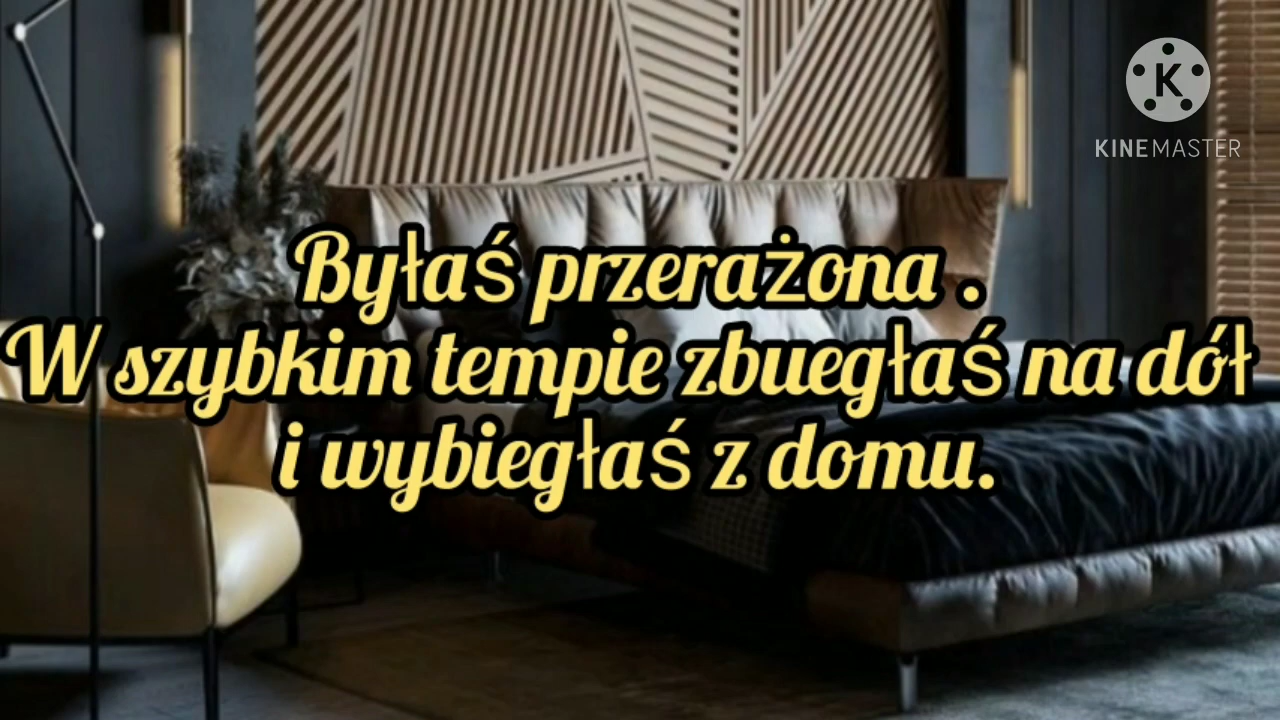 KINEMASTER
Byłaś przerażona .
W szybkim tempie zbuegłaś na dół
i wybiegłaś z domu.